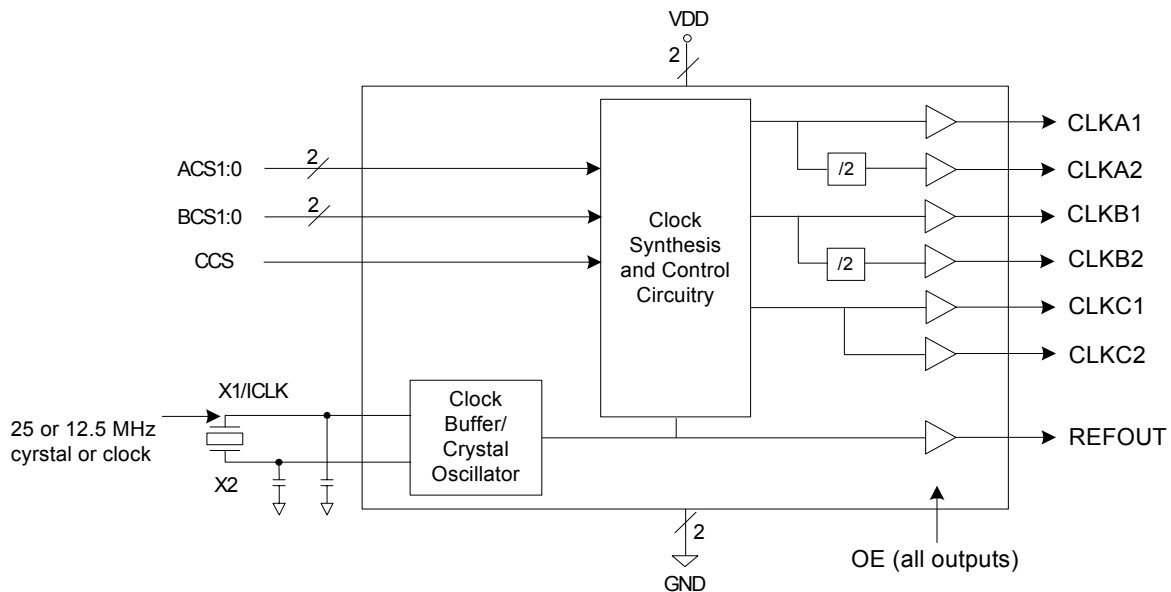 VDD
2
CLKA1
ACS1:0
2
/2
CLKA2
BCS1:0
2
CLKB1
Clock
Synthesis
and Control
Circuitry
CCS
/2
CLKB2
CLKC1
CLKC2
X1/ICLK
25 or 12.5 MHz
cyrstal or clock
X2
Clock
Buffer/
Crystal
Oscillator
REFOUT
2
GND
OE (all outputs)